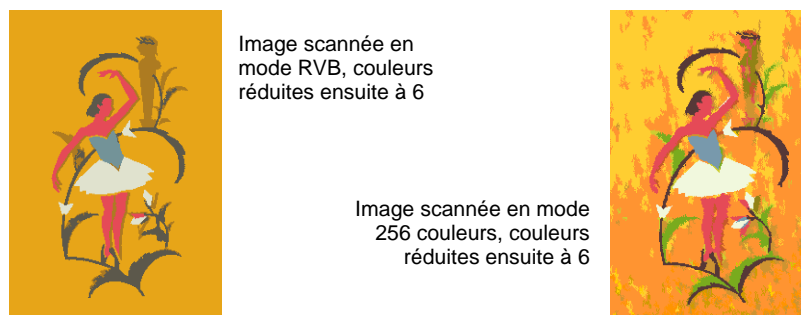 Image scannée en
mode RVB, couleurs
réduites ensuite à 6
Image scannée en mode
256 couleurs, couleurs
réduites ensuite à 6